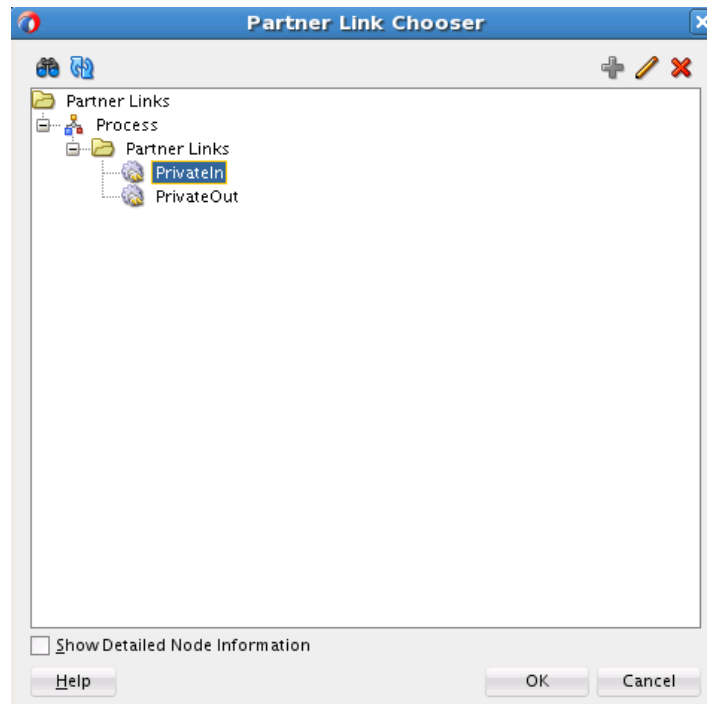 Partner Link Chooser
Partner Links
Process
Partner Links
PrivateIn
PrivateOut
Show Detailed Node Information
Help
OK
Cancel